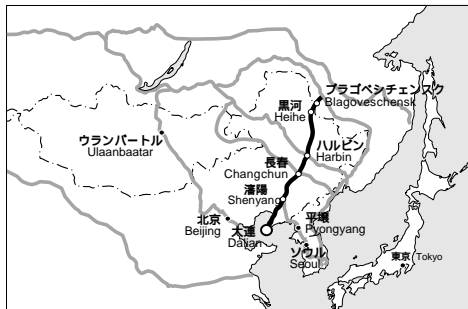 ブラゴベシチェンスク
Blagoveschensk
黒河
Heihe
ウランバートル
Ulaanbaatar
ハルビン
Harbin
長春
Changchun
瀋陽
Shenyang
北京
Beijing
大連
Dalian
平壌
Pyongyang
ソウル
Seoul
東京 Tokyo